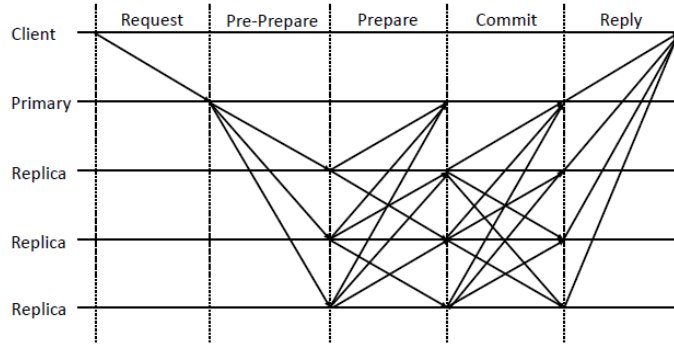 Request Pre-Prepare Prepare Commit Reply
Client
Primary
Replica
Replica
Replica